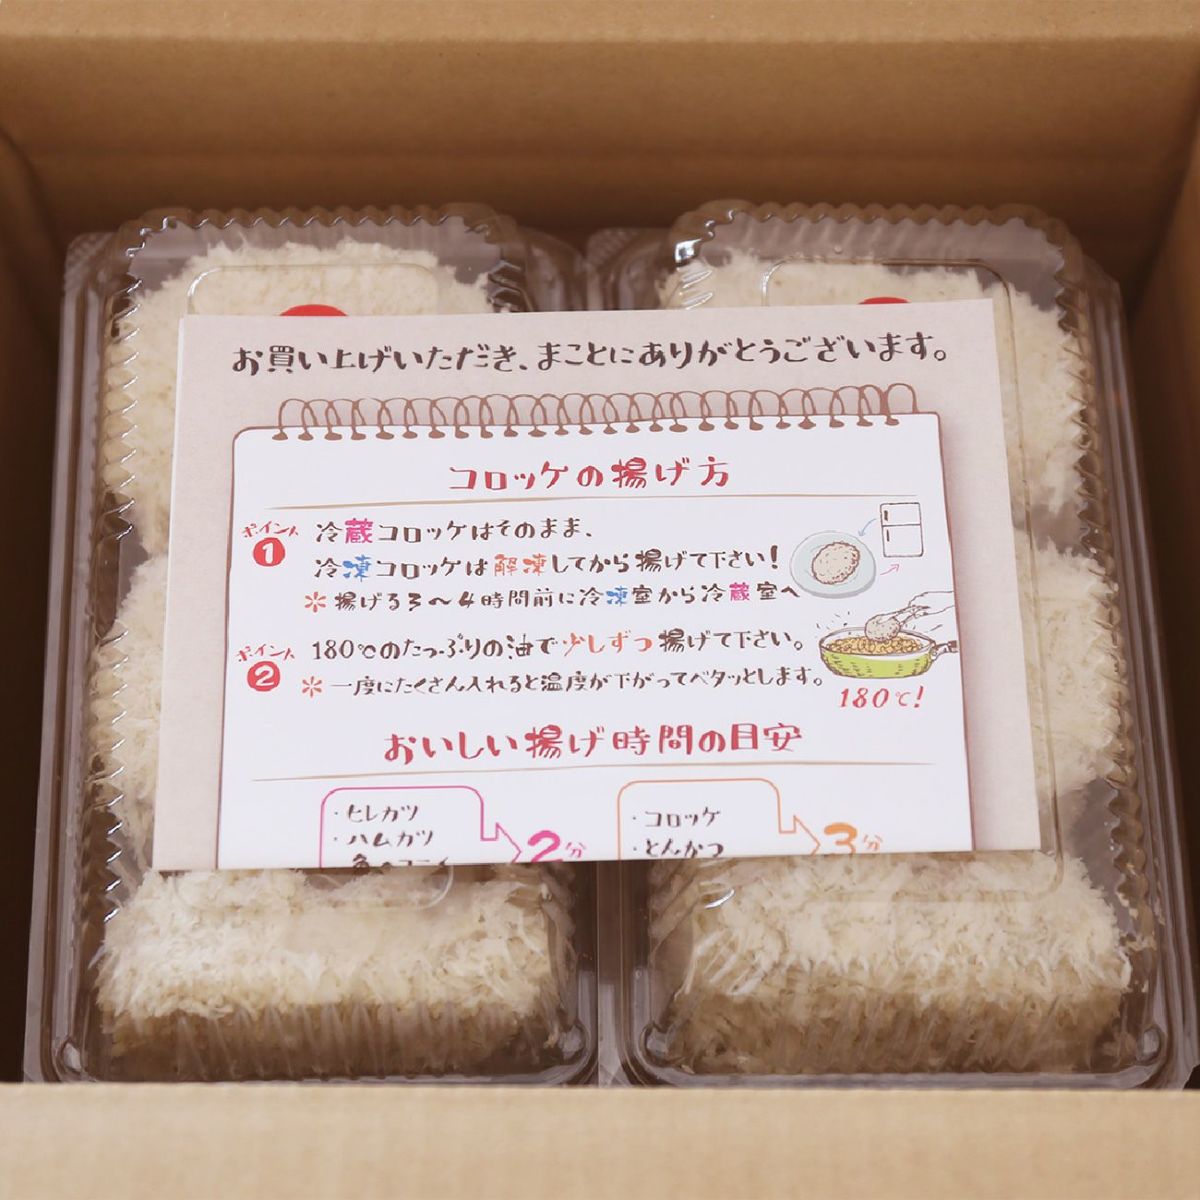 お買い上げいただき、まことにありがとうございます。
コロッケの揚げ方
ポイント
1
冷蔵コロッケはそのまま、
冷凍コロッケは解凍してから揚げて下さい!
＊揚げる3〜4時間前に冷凍室から冷蔵室へ
ポイント
2
180℃のたっぷりの油で少しずつ揚げて下さい。
＊一度にたくさん入れると温度が下がってベタッとします。
180℃!
おいしい揚げ時間の目安
・ヒレカツ
・ハムカツ
2分
・コロッケ
・とんかつ
3分